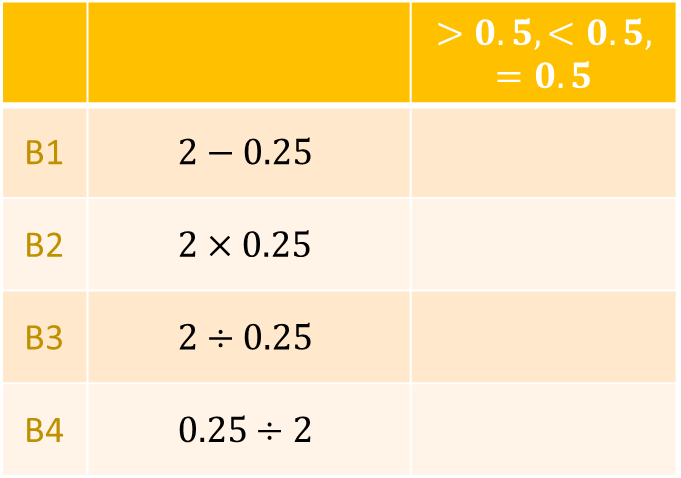 > 0.5, < 0.5,
= 0.5
B1 2 − 0.25
B2 2 × 0.25
B3 2 ÷ 0.25
B4 0.25 ÷ 2